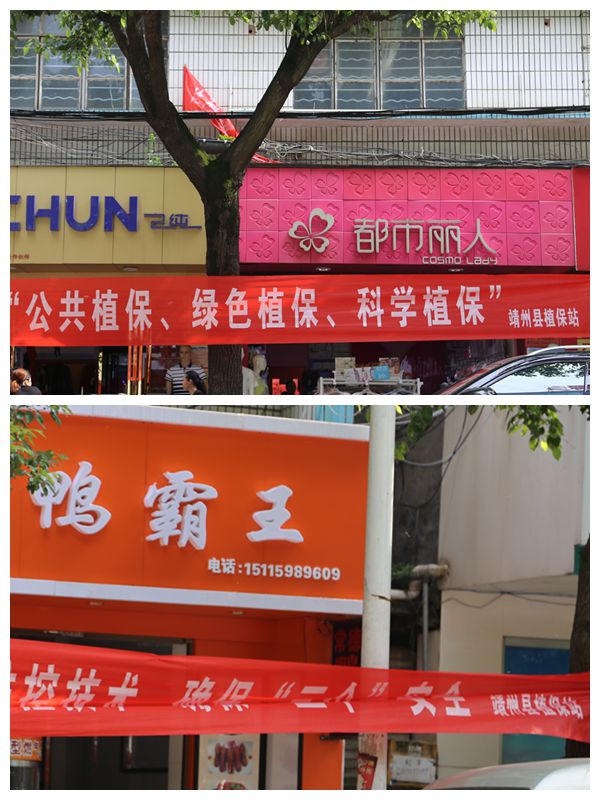 CHUN
都市丽人
COSMO LADY
“公共植保、绿色植保、科学植保” 靖州县植保站
鸭霸王
电话:15115989609
控技术 确保“三个”安全 靖州县植保站